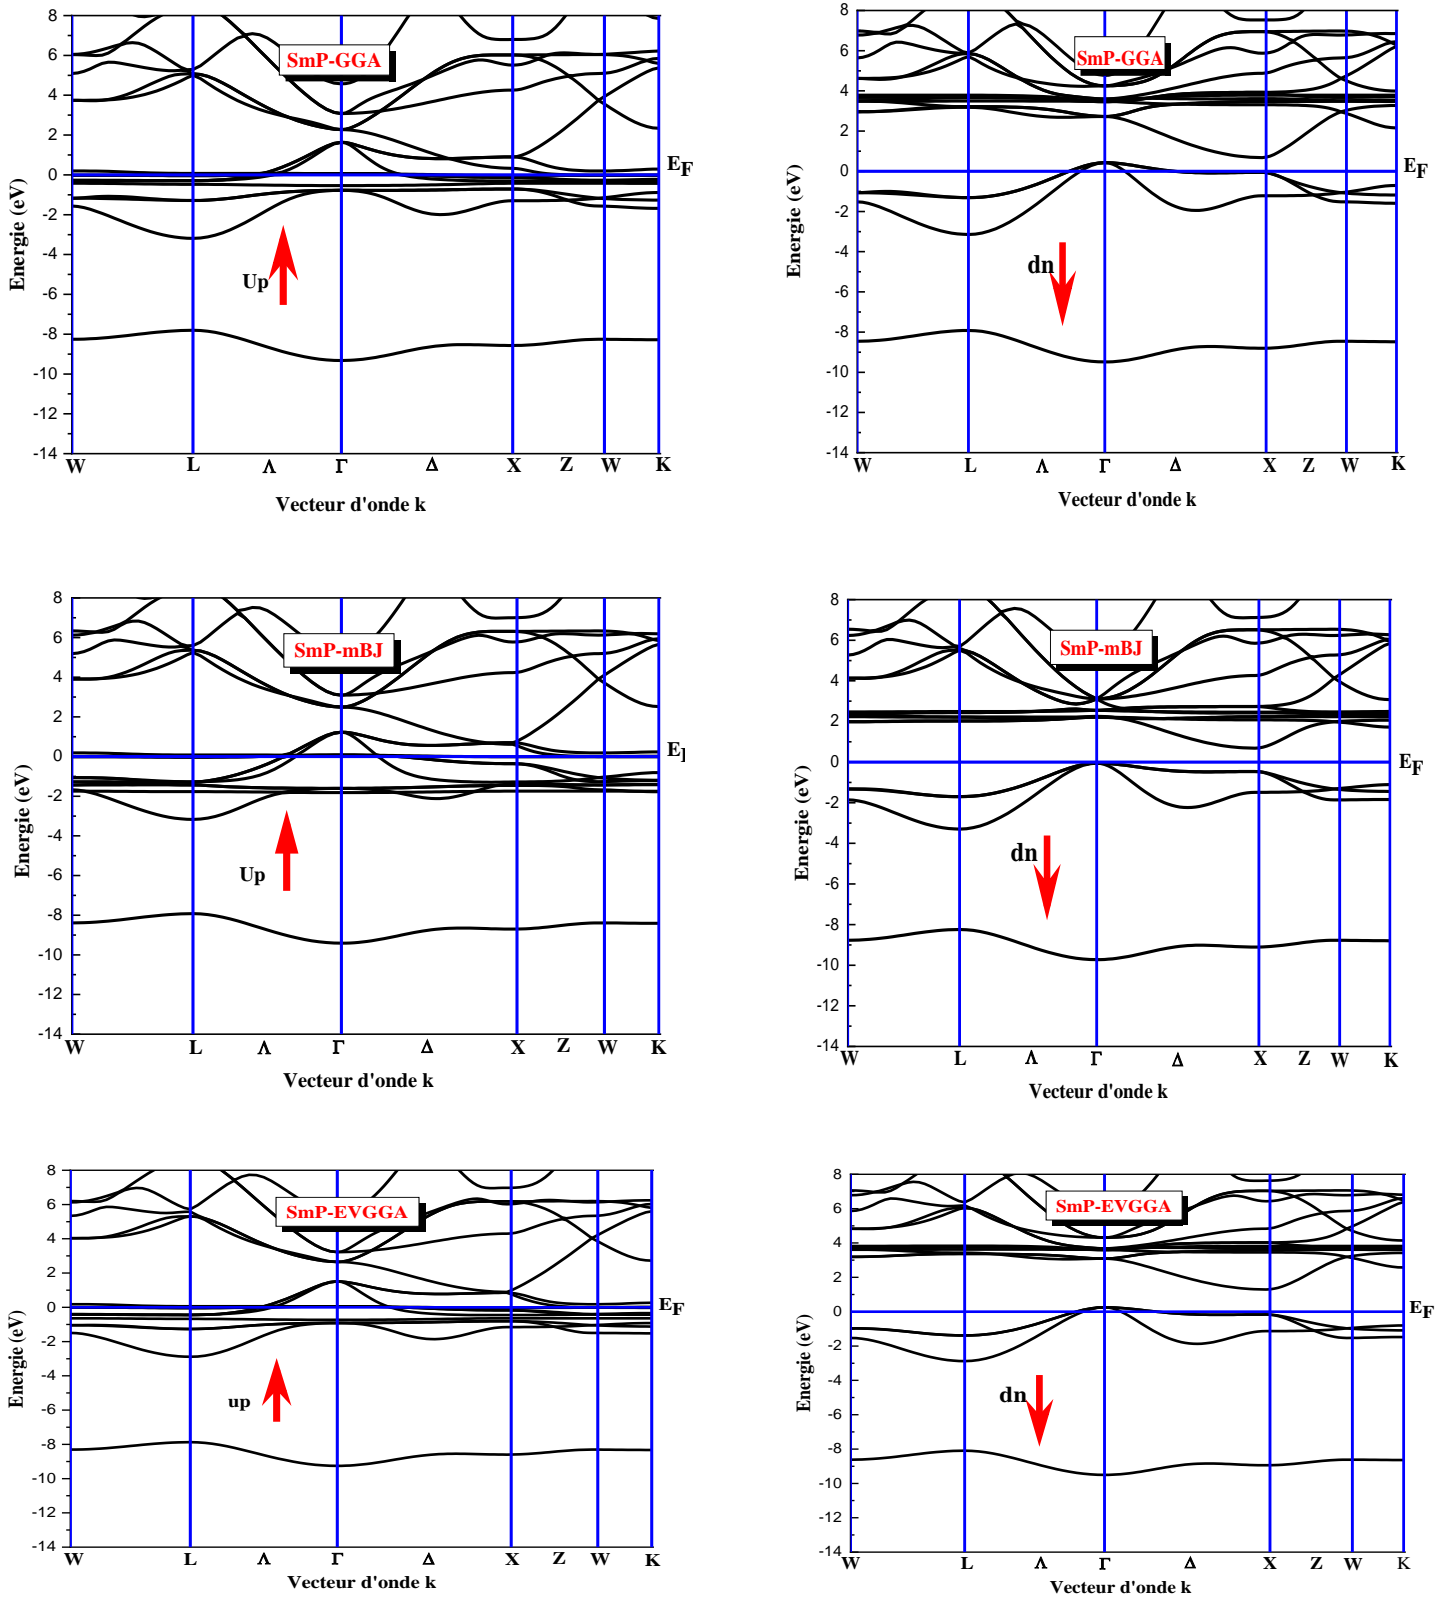 8
6
4
2
0
-2
-4
-6
-8
-10
-12
-14
Energie (eV)
SmP-GGA
E F
Up
W L Λ Γ Δ X Z W K
Vecteur d'onde k
8
6
4
2
0
-2
-4
-6
-8
-10
-12
-14
Energie (eV)
SmP-GGA
E F
dn
W L Λ Γ Δ X Z W K
Vecteur d'onde k
8
6
4
2
0
-2
-4
-6
-8
-10
-12
-14
Energie (eV)
SmP-mBJ
E
Up
W L Λ Γ Δ X Z W K
Vecteur d'onde k
8
6
4
2
0
-2
-4
-6
-8
-10
-12
-14
Energie (eV)
SmP-mBJ
E F
dn
W L Λ Γ Δ X Z W K
Vecteur d'onde k
8
6
4
2
0
-2
-4
-6
-8
-10
-12
-14
Energie (eV)
SmP-EVGGA
E F
up
W L Λ Γ Δ X Z W K
Vecteur d'onde k
8
6
4
2
0
-2
-4
-6
-8
-10
-12
-14
Energie (eV)
SmP-EVGGA
E F
dn
W L Λ Γ Δ X Z W K
Vecteur d'onde k